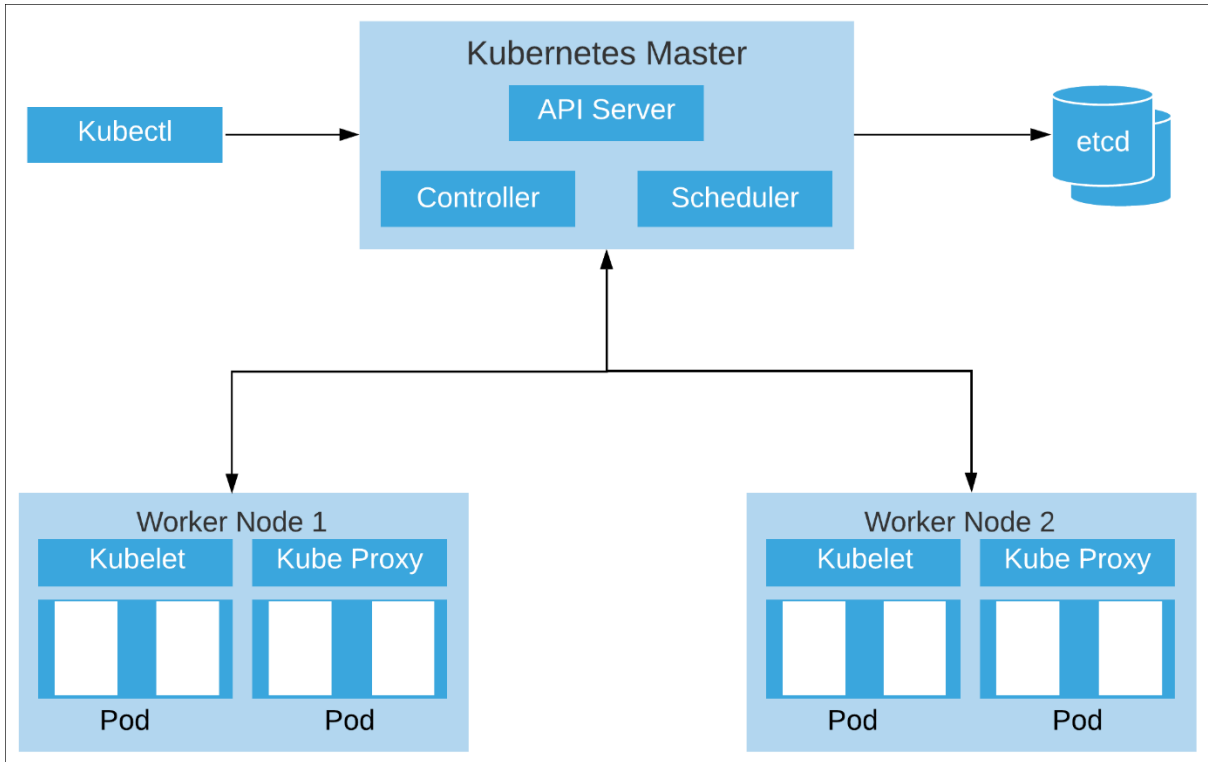 Kubernetes Master
API Server
Kubectl
etcd
Controller
Scheduler
Worker Node 1
Kubelet
Kube Proxy
Pod
Pod
Worker Node 2
Kubelet
Kube Proxy
Pod
Pod